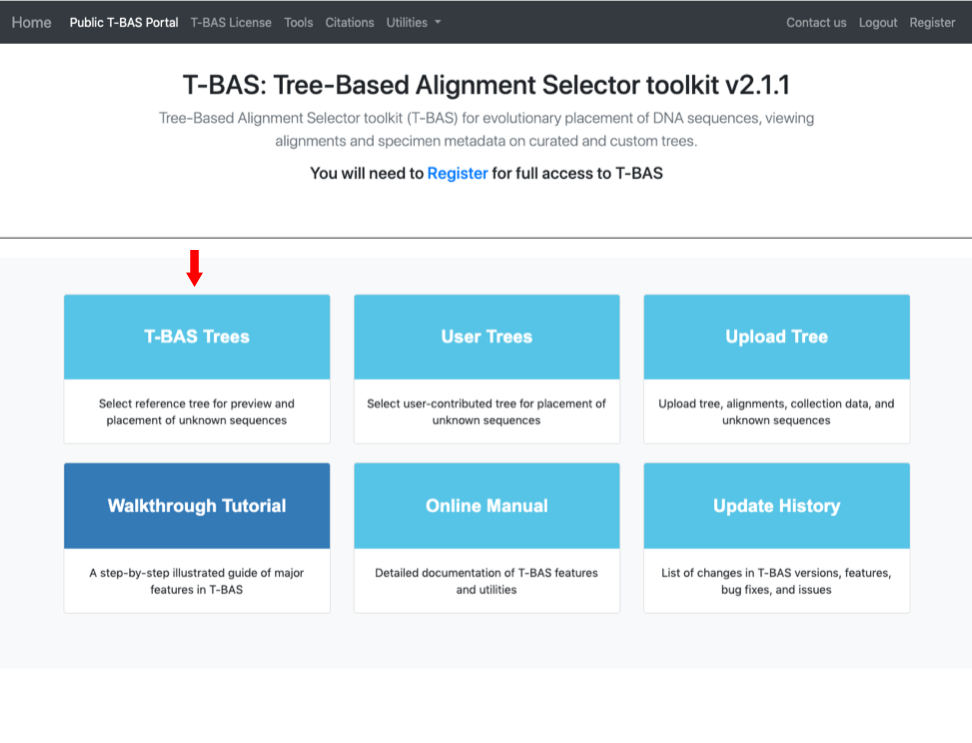 Home Public T-BAS Portal T-BAS License Tools Citations Utilities Contact us Logout Register
T-BAS: Tree-Based Alignment Selector toolkit v2.1.1
Tree-Based Alignment Selector toolkit (T-BAS) for evolutionary placement of DNA sequences, viewing
alignments and specimen metadata on curated and custom trees.
You will need to Register for full access to T-BAS
T-BAS Trees
Select reference tree for preview and
placement of unknown sequences
User Trees
Select user-contributed tree for placement of
unknown sequences
Upload Tree
Upload tree, alignments, collection data, and
unknown sequences
Walkthrough Tutorial
A step-by-step illustrated guide of major
features in T-BAS
Online Manual
Detailed documentation of T-BAS features
and utilities
Update History
List of changes in T-BAS versions, features,
bug fixes, and issues